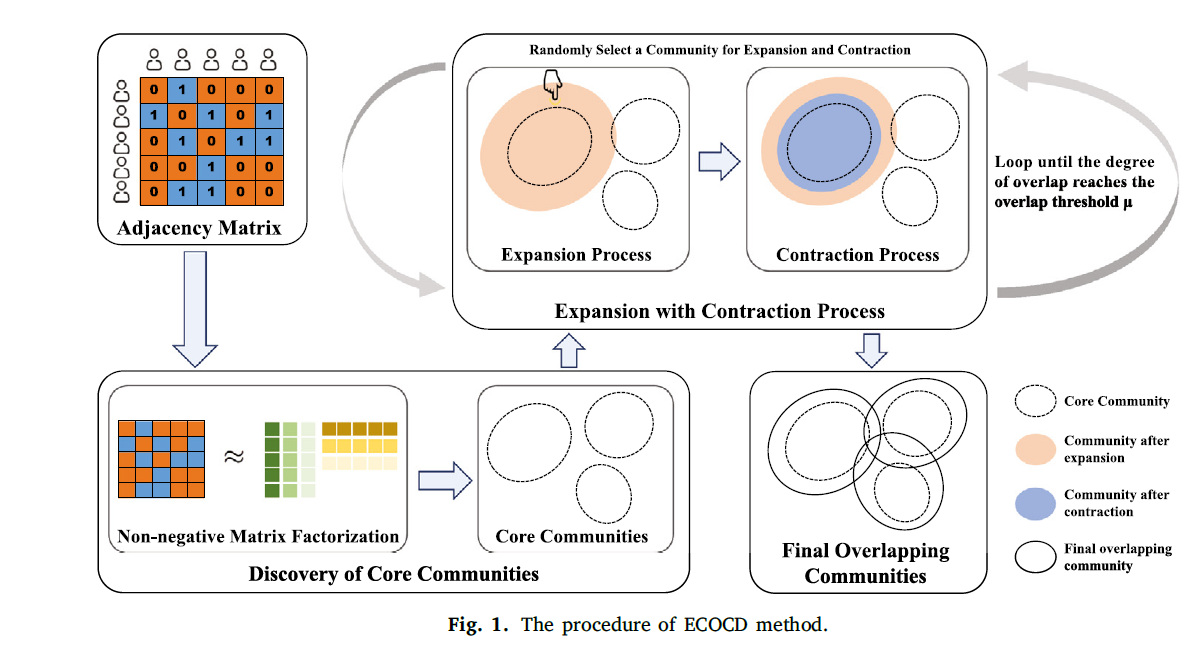 Randomly Select a Community for Expansion and Contraction
0 1 0 0 0
1 0 1 0 1
0 1 0 1 1
0 0 1 0 0
0 1 1 0 0
Adjacency Matrix
Expansion Process
Contraction Process
Expansion with Contraction Process
Loop until the degree
of overlap reaches the
overlap threshold μ
≈
Non-negative Matrix Factorization
Core Communities
Discovery of Core Communities
Final Overlapping
Communities
Core Community
Community after
expansion
Community after
contraction
Final overlapping
community
Fig. 1. The procedure of ECOCD method.